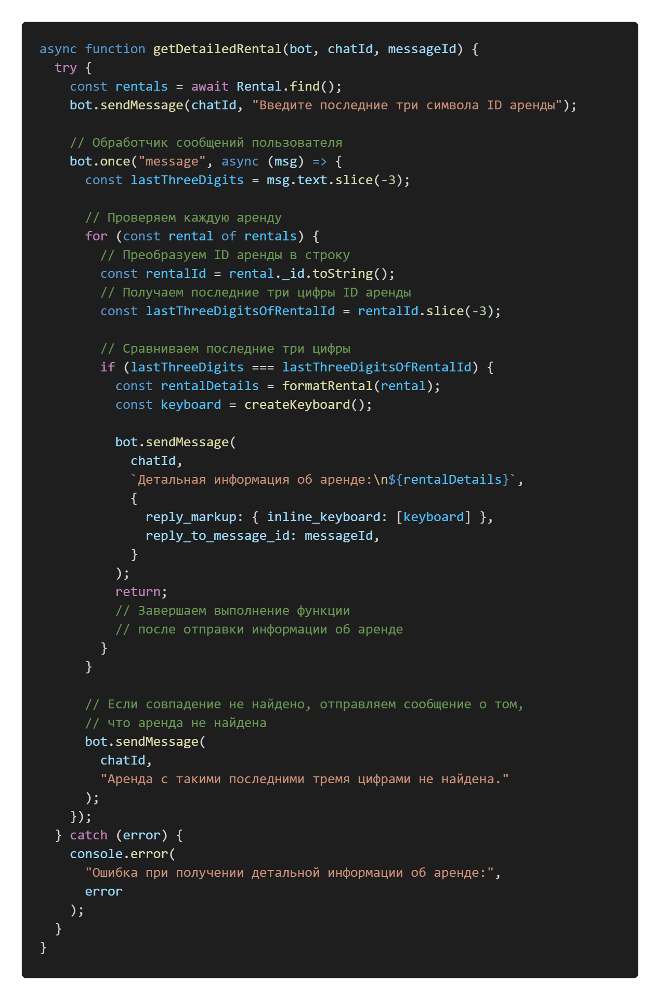 async function getDetailedRental(bot, chatId, messageId) {
  try {
    const rentals = await Rental.find();
    bot.sendMessage(chatId, "Введите последние три символа ID аренды");

    // Обработчик сообщений пользователя
    bot.once("message", async (msg) => {
      const lastThreeDigits = msg.text.slice(-3);

      // Проверяем каждую аренду
      for (const rental of rentals) {
        // Преобразуем ID аренды в строку
        const rentalId = rental._id.toString();
        // Получаем последние три цифры ID аренды
        const lastThreeDigitsOfRentalId = rentalId.slice(-3);

        // Сравниваем последние три цифры
        if (lastThreeDigits === lastThreeDigitsOfRentalId) {
          const rentalDetails = formatRental(rental);
          const keyboard = createKeyboard();

          bot.sendMessage(
            chatId,
            `Детальная информация об аренде:\n${rentalDetails}`,
            {
              reply_markup: { inline_keyboard: [keyboard] },
              reply_to_message_id: messageId,
            }
          );
          return;
          // Завершаем выполнение функции
          // после отправки информации об аренде
        }
      }

      // Если совпадение не найдено, отправляем сообщение о том,
      // что аренда не найдена
      bot.sendMessage(
        chatId,
        "Аренда с такими последними тремя цифрами не найдена."
      );
    });
  } catch (error) {
    console.error(
      "Ошибка при получении детальной информации об аренде:",
      error
    );
  }
}